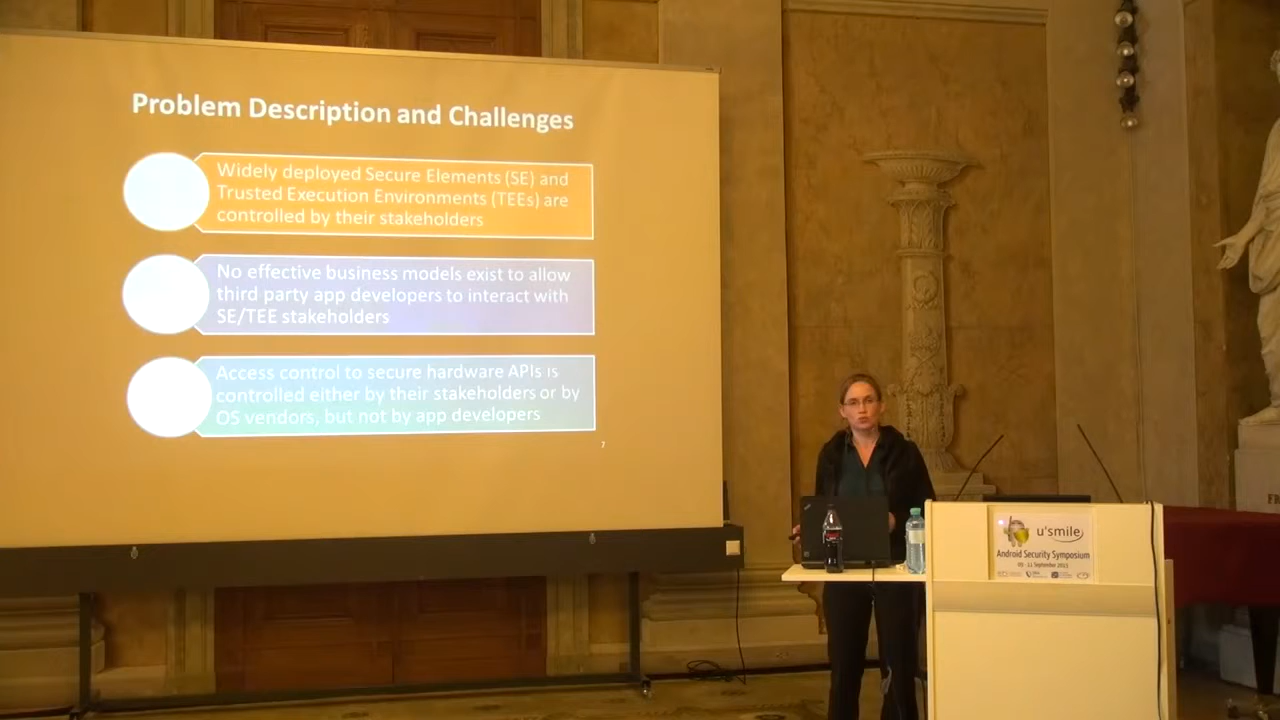 Problem Description and Challenges
Widely deployed Secure Elements (SE) and
Trusted Execution Environments (TEEs) are
controlled by their stakeholders
No effective business models exist to allow
third party app developers to interact with
SE/TEE stakeholders
Access control to secure hardware APIs is
controlled either by their stakeholders or by
OS vendors, but not by app developers
7
u'smile
Android Security Symposium